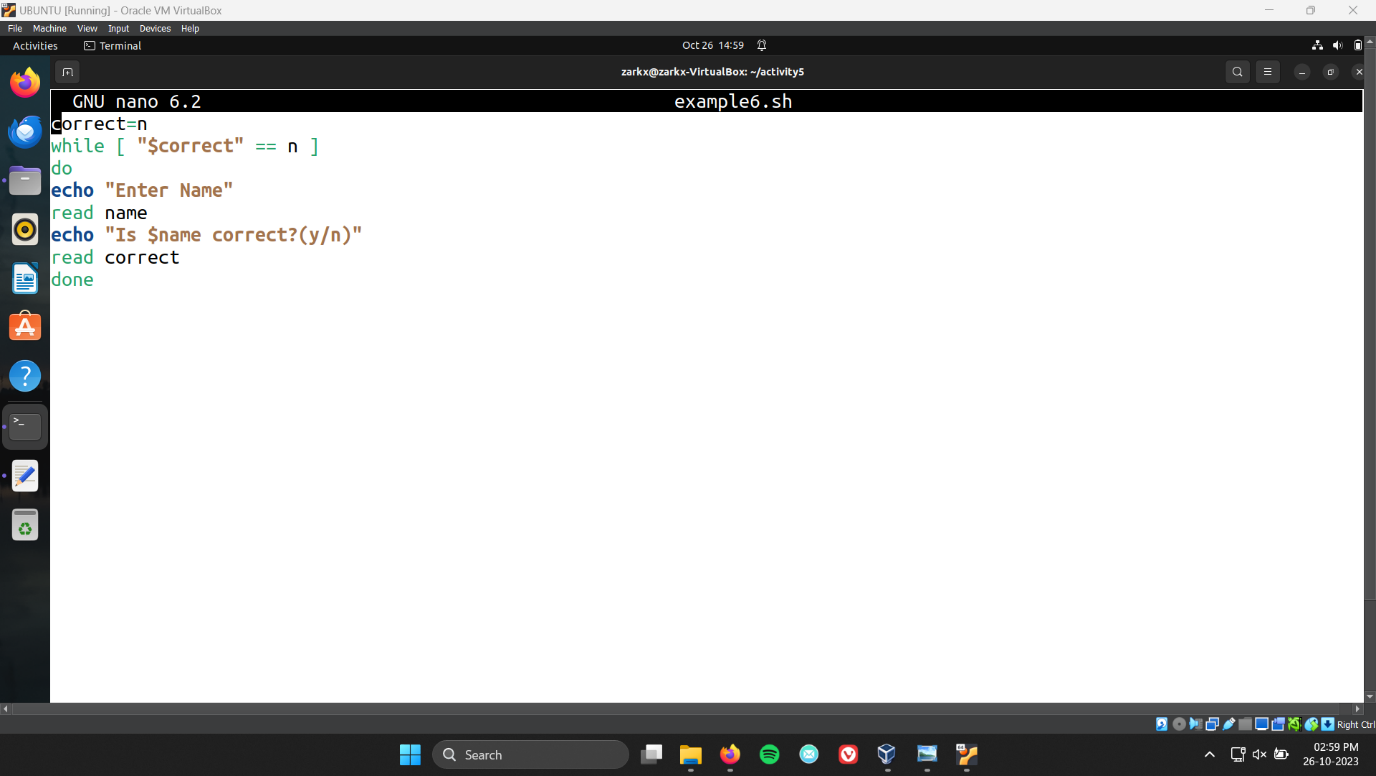 UBUNTU [Running] - Oracle VM VirtualBox
File Machine View Input Devices Help
Activities Terminal Oct 26 14:59
zarkx@zarkx-VirtualBox: ~/activity5
GNU nano 6.2 example6.sh
correct=n
while [ "$correct" == n ]
do
echo "Enter Name"
read name
echo "Is $name correct?(y/n)"
read correct
done
Right Ctrl
Search
02:59 PM
26-10-2023